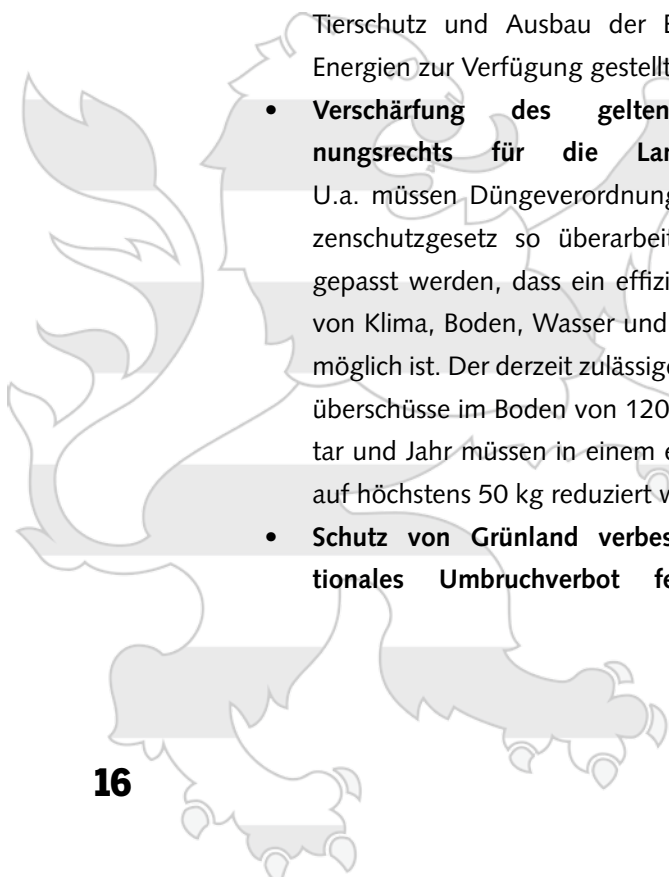 Tierschutz und Ausbau der
Energien zur Verfügung gestellt
• Verschärfung des gelten
nungsrechts für die Lan
U.a. müssen Düngeverordnung
zenschutzgesetz so überarbeit
gepasst werden, dass ein effizi
von Klima, Boden, Wasser und
möglich ist. Der derzeit zulässige
überschüsse im Boden von 120
tar und Jahr müssen in einem e
auf höchstens 50 kg reduziert w
• Schutz von Grünland verbes
tionales Umbruchverbot fe
16